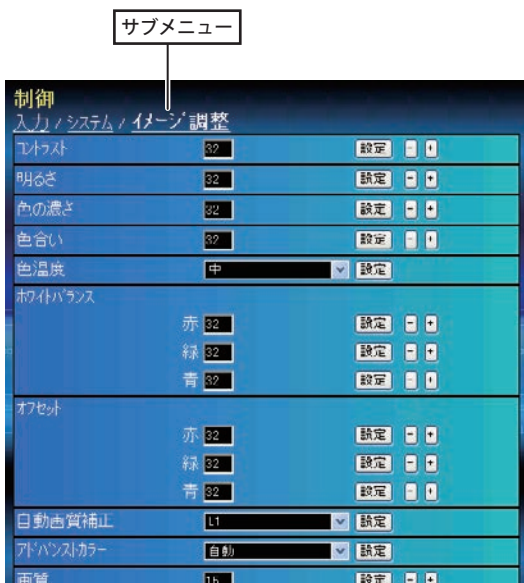 サブメニュー
制御
入力 / システム / イメージ調整
コントラスト 32 設定 - +
明るさ 32 設定 - +
色の濃さ 32 設定 - +
色合い 32 設定 - +
色温度 中 設定
ホワイトバランス
赤 32 設定 - +
緑 32 設定 - +
青 32 設定 - +
オフセット
赤 32 設定 - +
緑 32 設定 - +
青 32 設定 - +
自動画質補正 L1 設定
アドバンストカラー 自動 設定
画質 15 設定 - +